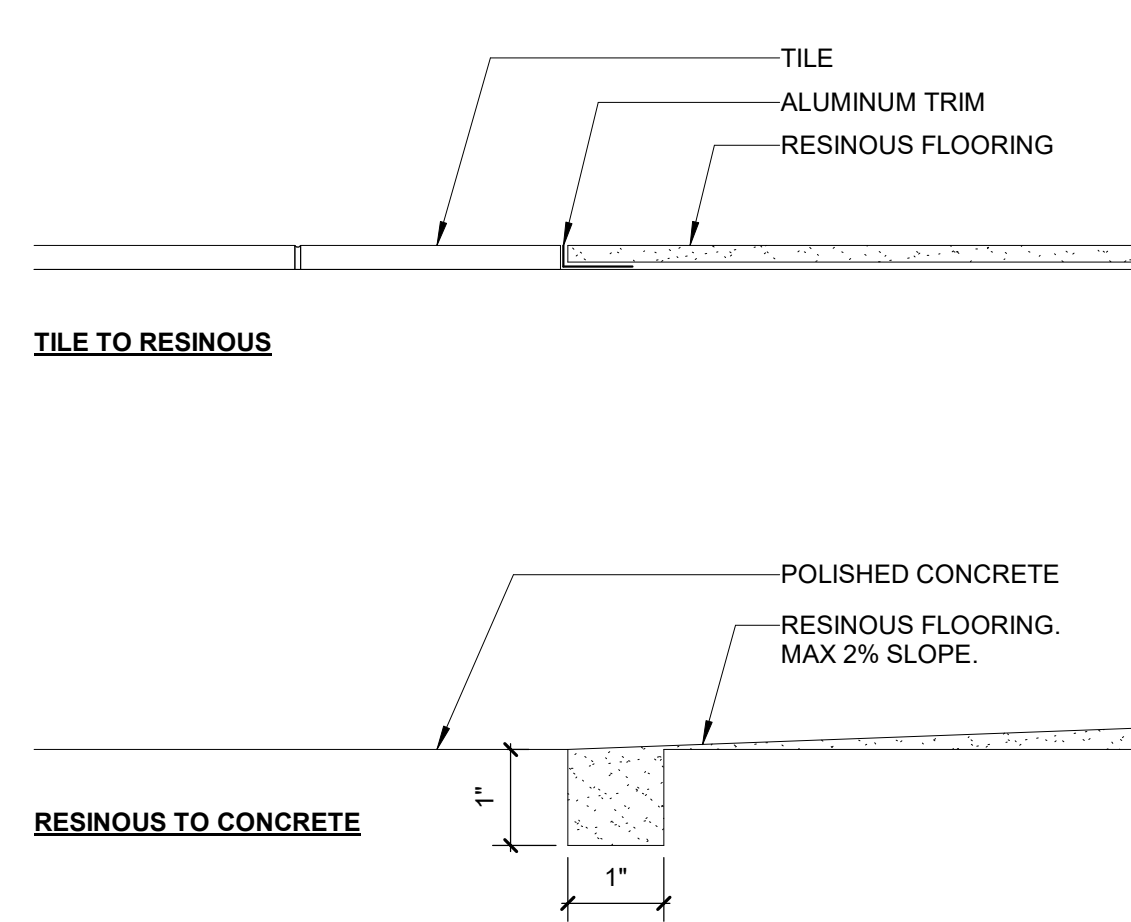 TILE
ALUMINUM TRIM
RESINOUS FLOORING
TILE TO RESINOUS
POLISHED CONCRETE
RESINOUS FLOORING.
MAX 2% SLOPE.
1"
RESINOUS TO CONCRETE
1"